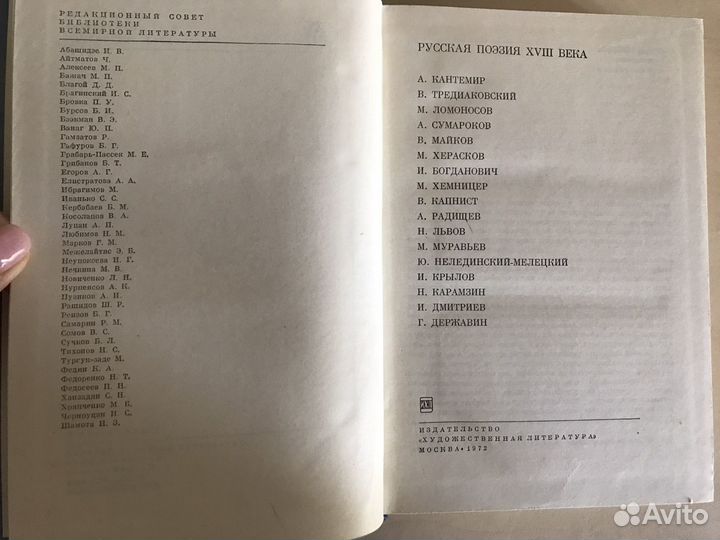 РЕДАКЦИОННЫЙ СОВЕТ
БИБЛИОТЕКИ
ВСЕМИРНОЙ ЛИТЕРАТУРЫ
Абашидзе И. В.
Айтматов Ч.
Алексеев М. П.
Бажан М. П.
Благой Д. Д.
Брагинский И. С.
Бровка П. У.
Бурсов Б. И.
Бээкман В. Э.
Ванаг Ю. П.
Гамзатов Р.
Гафуров Б. Г.
Грабарь-Пассек М. Е.
Грибанов Б. Т.
Егоров А. Г.
Елистратова А. А.
Ибрагимов М.
Иванько С. С.
Кербабаев Б. М.
Косолапов В. А.
Лупан А. П.
Любимов Н. М.
Марков Г. М.
Межелайтис Э. Б.
Неупокоева И. Г.
Нечкина М. В.
Новиченко Л. Н.
Нурпеисов А. К.
Пузиков А. И.
Рашидов Ш. Р.
Реизов Б. Г.
Самарин Р. М.
Сомов В. С.
Сучков Б. Л.
Тихонов Н. С.
Турсун-заде М.
Федин К. А.
Федоренко Н. Т.
Федосеев П. Н.
Ханзадян С. Н.
Храпченко М. Б.
Черноуцан И. С.
Шамота Н. З.
РУССКАЯ ПОЭЗИЯ XVIII ВЕКА
А. КАНТЕМИР
В. ТРЕДИАКОВСКИЙ
М. ЛОМОНОСОВ
А. СУМАРОКОВ
В. МАЙКОВ
М. ХЕРАСКОВ
И. БОГДАНОВИЧ
М. ХЕМНИЦЕР
В. КАПНИСТ
А. РАДИЩЕВ
Н. ЛЬВОВ
М. МУРАВЬЕВ
Ю. НЕЛЕДИНСКИЙ-МЕЛЕЦКИЙ
И. КРЫЛОВ
Н. КАРАМЗИН
И. ДМИТРИЕВ
Г. ДЕРЖАВИН
ИЗДАТЕЛЬСТВО
«ХУДОЖЕСТВЕННАЯ ЛИТЕРАТУРА»
МОСКВА · 1972
Avito